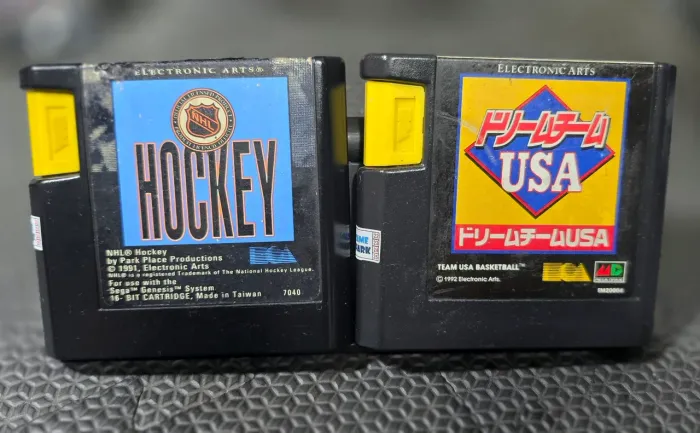 ELECTRONIC ARTS®
NHL
HOCKEY
NHL® Hockey
by Park Place Productions
© 1991, Electronic Arts
NHL® is a registered Trademark of The National Hockey League.
For use with the
Sega™ Genesis™ System
16-BIT CARTRIDGE, Made in Taiwan 7040
ELECTRONIC ARTS
ドリームチーム
USA
ドリームチームUSA
TEAM USA BASKETBALL™
© 1992 Electronic Arts.
MD